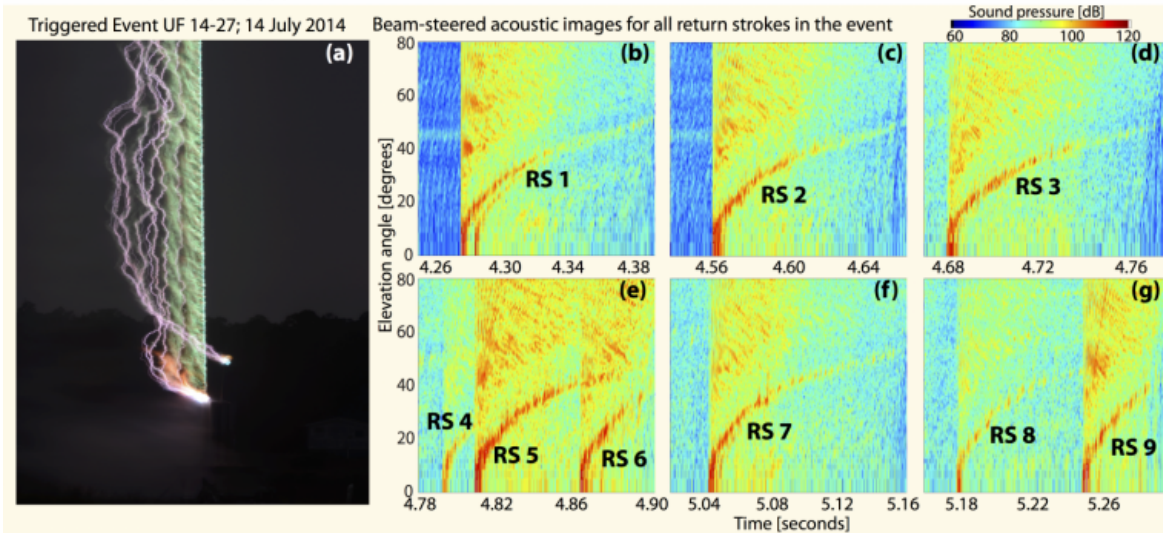 Triggered Event UF 14-27; 14 July 2014
Beam-steered acoustic images for all return strokes in the event
Sound pressure [dB]
60 80 100 120
(a)
(b)
(c)
(d)
80
60
40
20
0
RS 1
RS 2
RS 3
4.26 4.30 4.34 4.38
4.56 4.60 4.64
4.68 4.72 4.76
Elevation angle [degrees]
(e)
(f)
(g)
80
60
40
20
0
RS 4
RS 5
RS 6
RS 7
RS 8
RS 9
4.78 4.82 4.86 4.90
5.04 5.08 5.12 5.16
5.18 5.22 5.26
Time [seconds]